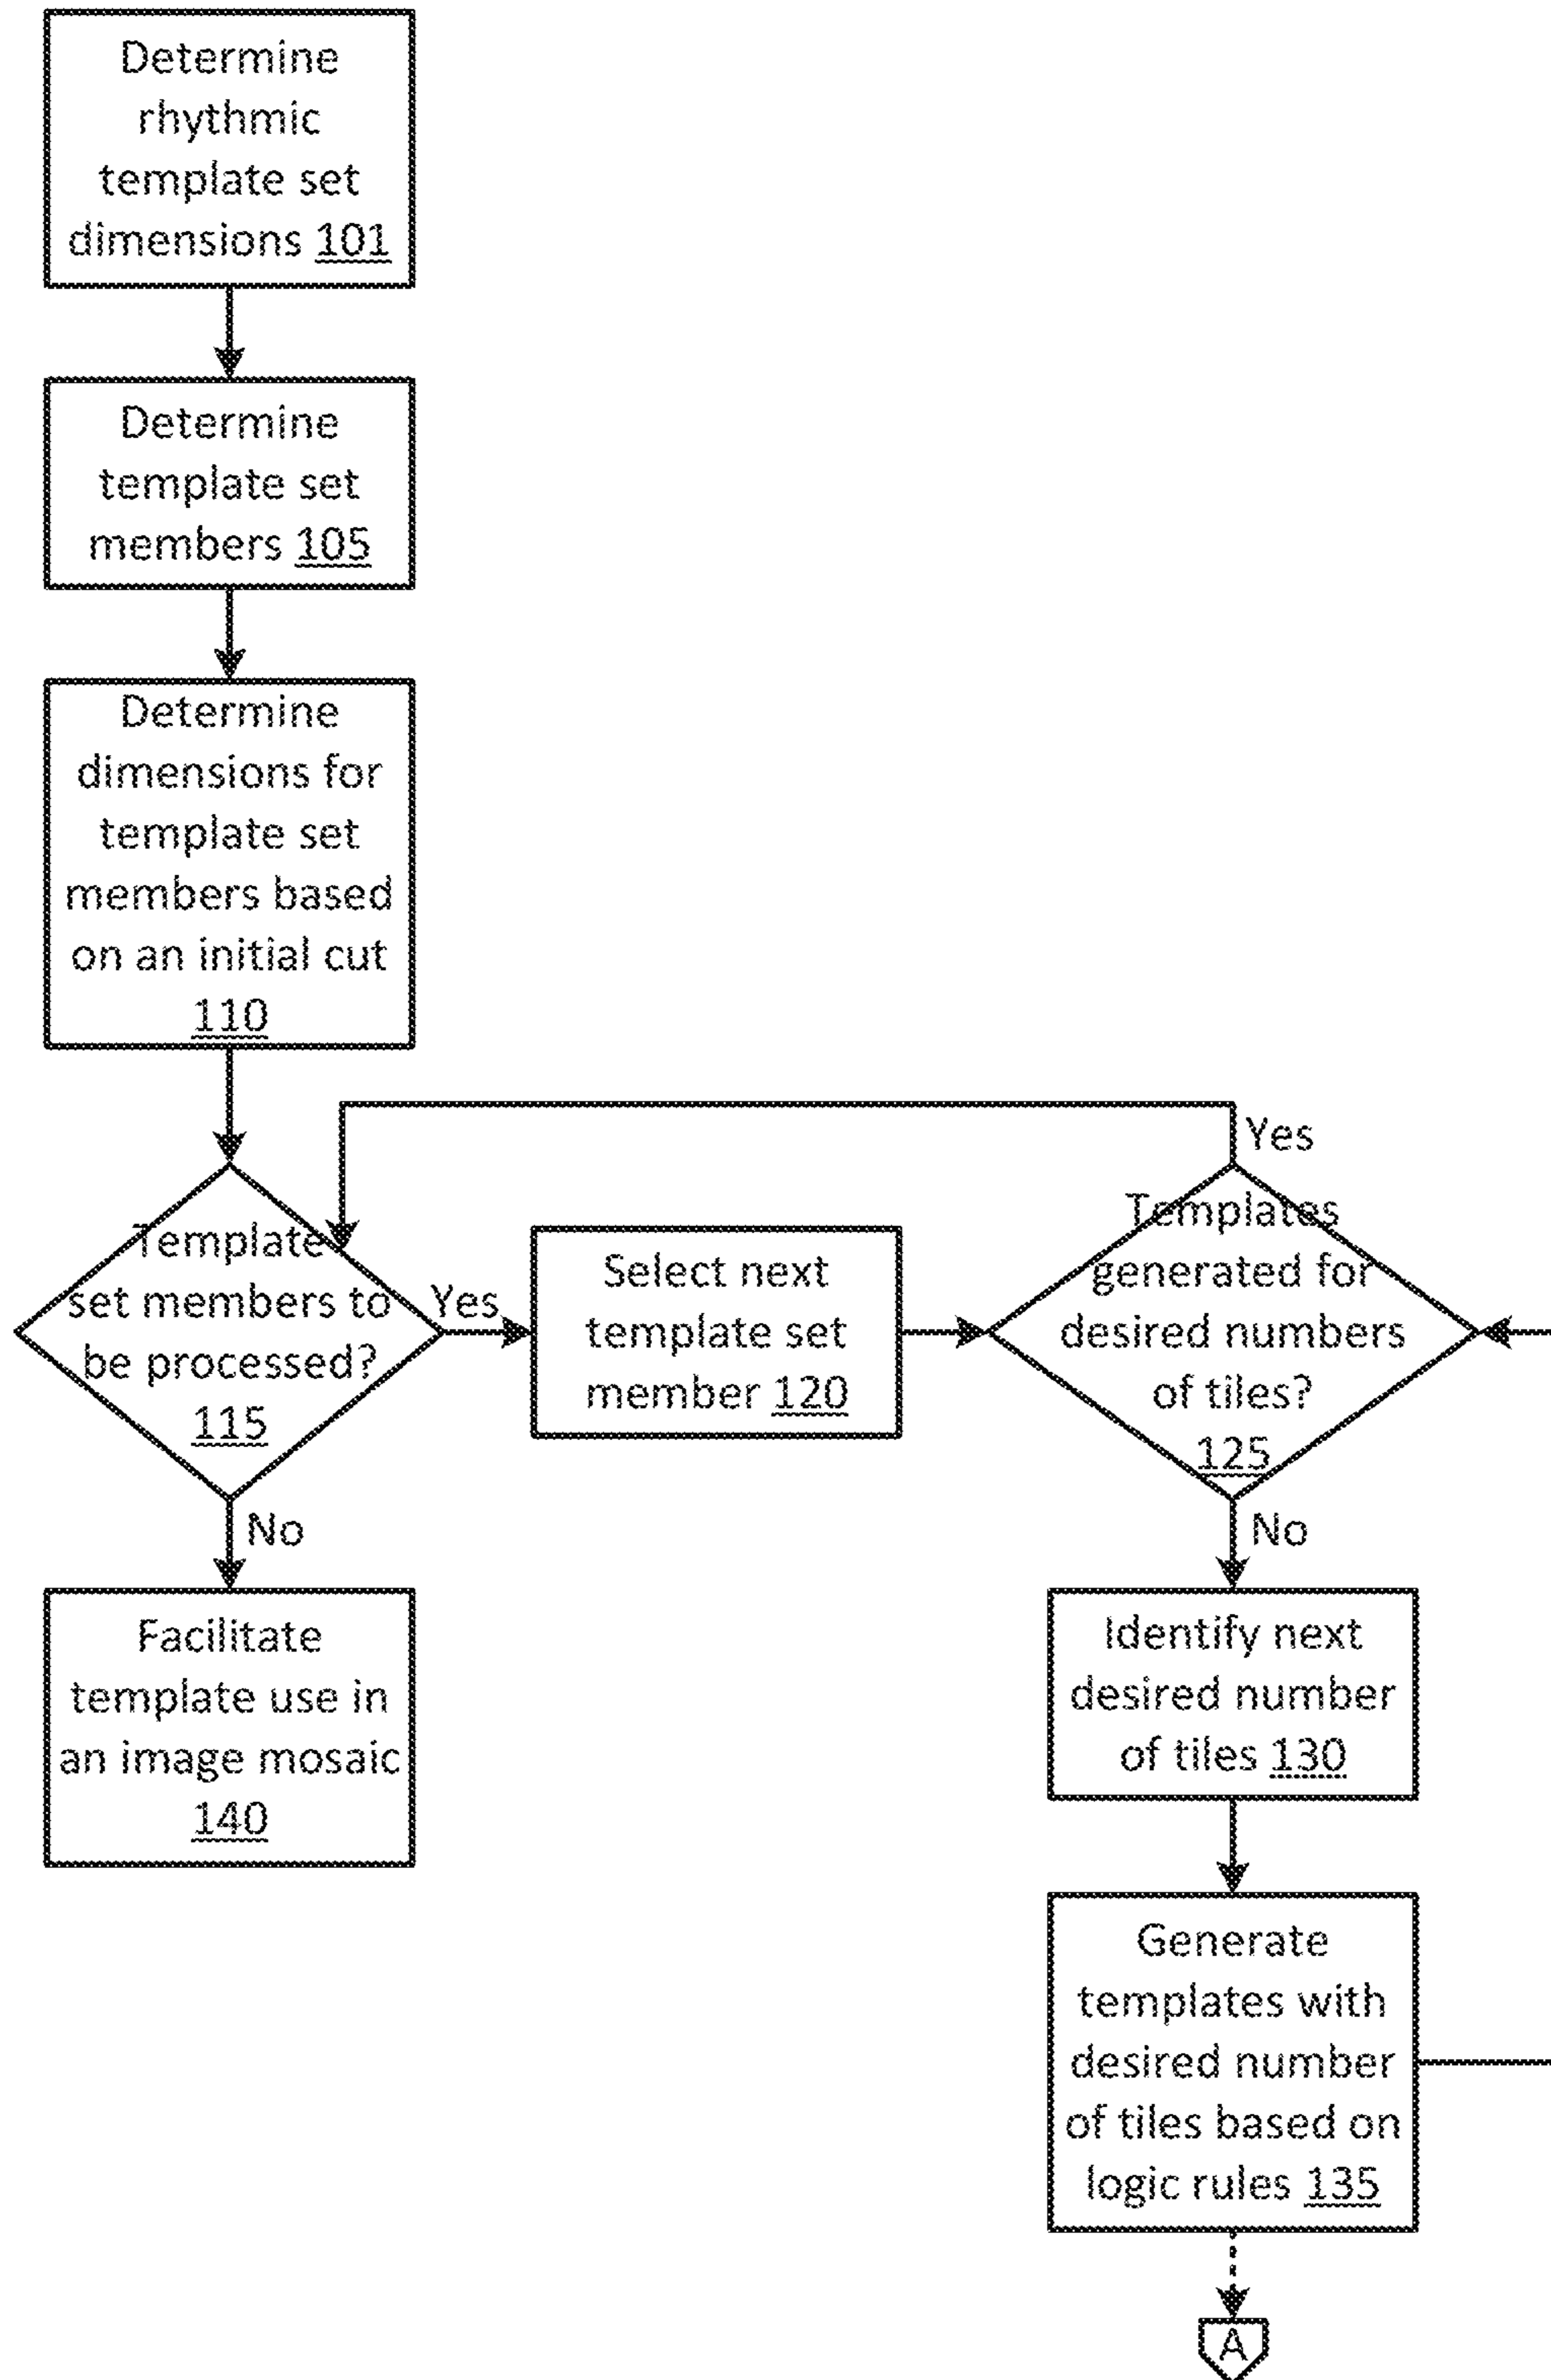 Determine
rhythmic
template set
dimensions 101
Determine
template set
members 105
Determine
dimensions for
template set
members based
on an initial cut
110
Template
set members to
be processed?
115
Yes
No
Select next
template set
member 120
Yes
Templates
generated for
desired numbers
of tiles?
125
No
Facilitate
template use in
an image mosaic
140
Identify next
desired number
of tiles 130
Generate
templates with
desired number
of tiles based on
logic rules 135
A